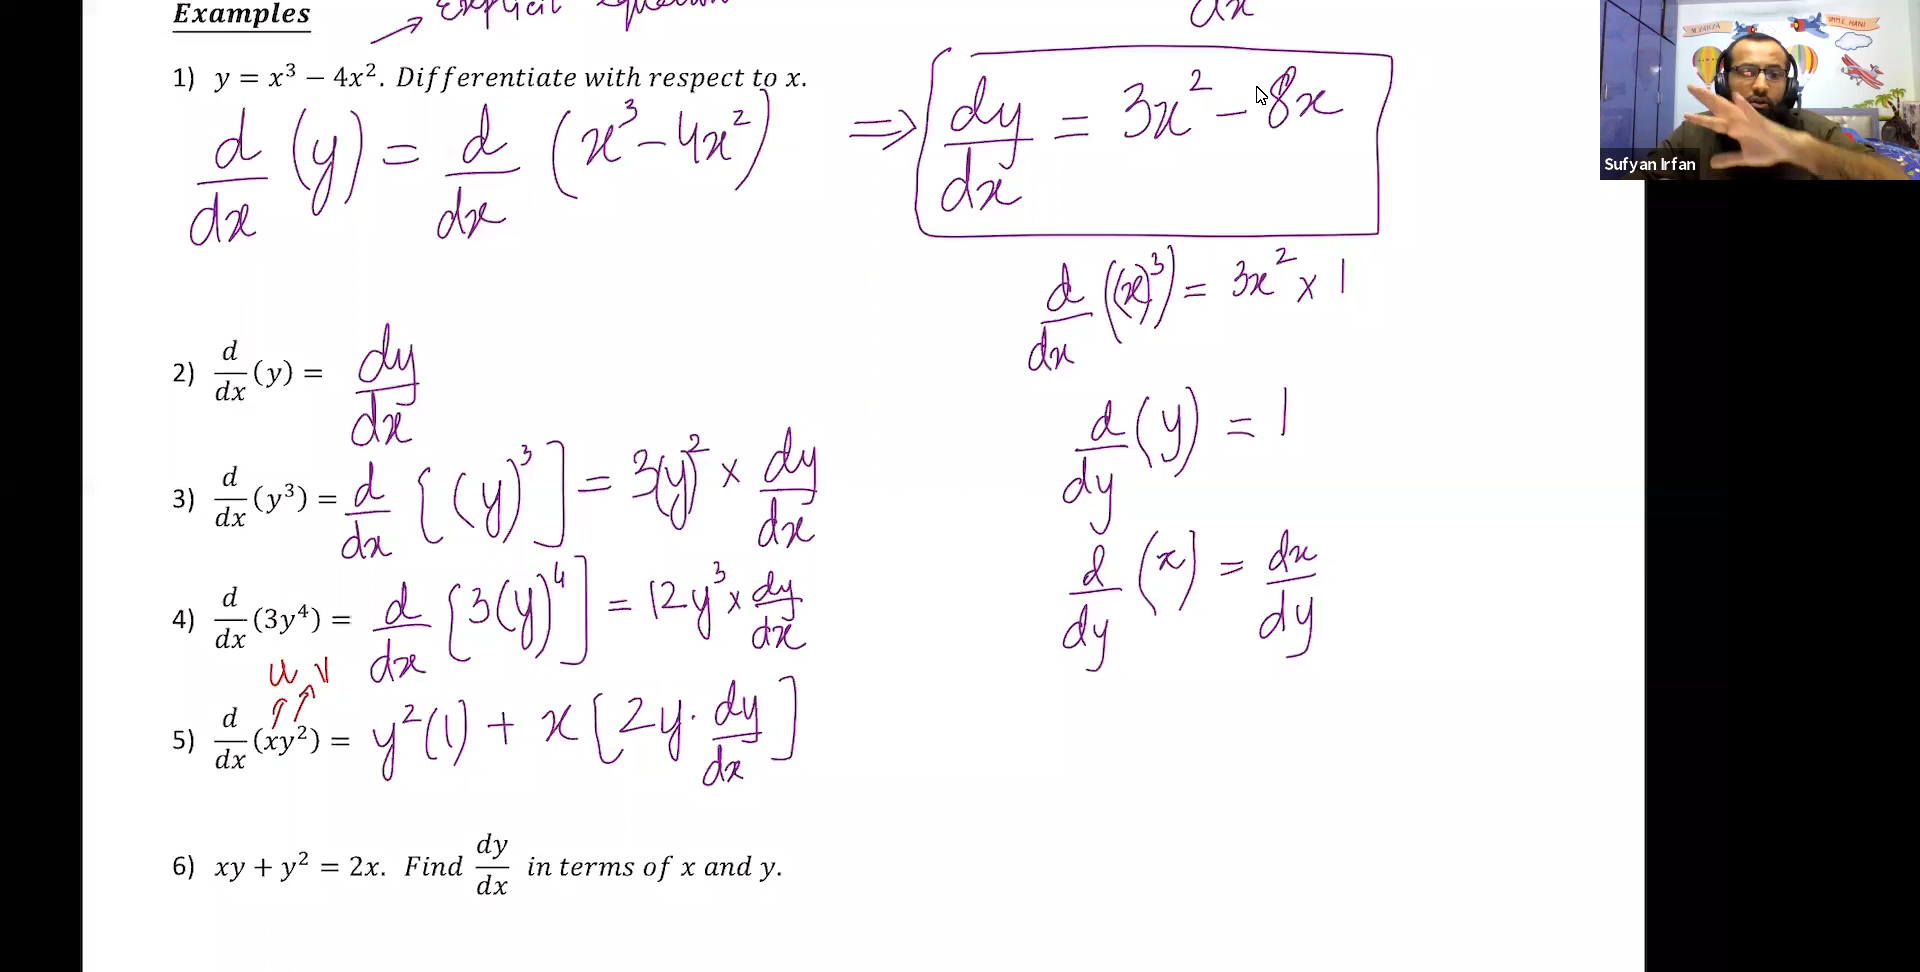 Examples
→ Explicit equation
dx
1) y = x³ − 4x². Differentiate with respect to x.
d/dx (y) = d/dx (x³ − 4x²) ⇒ dy/dx = 3x² − 8x
d/dx ((x)³) = 3x² × 1
2) d/dx (y) = dy/dx
d/dy (y) = 1
3) d/dx (y³) = d/dx [(y)³] = 3(y)² × dy/dx
d/dy (x) = dx/dy
4) d/dx (3y⁴) = d/dx [3(y)⁴] = 12y³ × dy/dx
u v
5) d/dx (xy²) = y²(1) + x [2y · dy/dx]
6) xy + y² = 2x. Find dy/dx in terms of x and y.
Sufyan Irfan